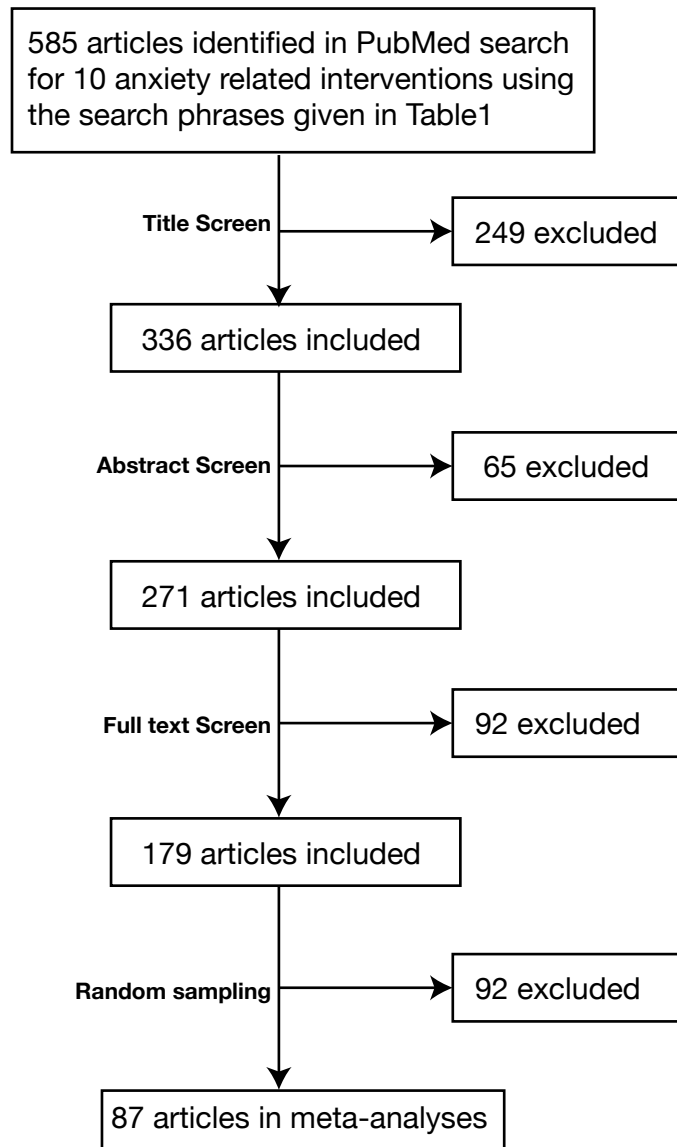 585 articles identified in PubMed search
for 10 anxiety related interventions using
the search phrases given in Table1
Title Screen
249 excluded
336 articles included
Abstract Screen
65 excluded
271 articles included
Full text Screen
92 excluded
179 articles included
Random sampling
92 excluded
87 articles in meta-analyses